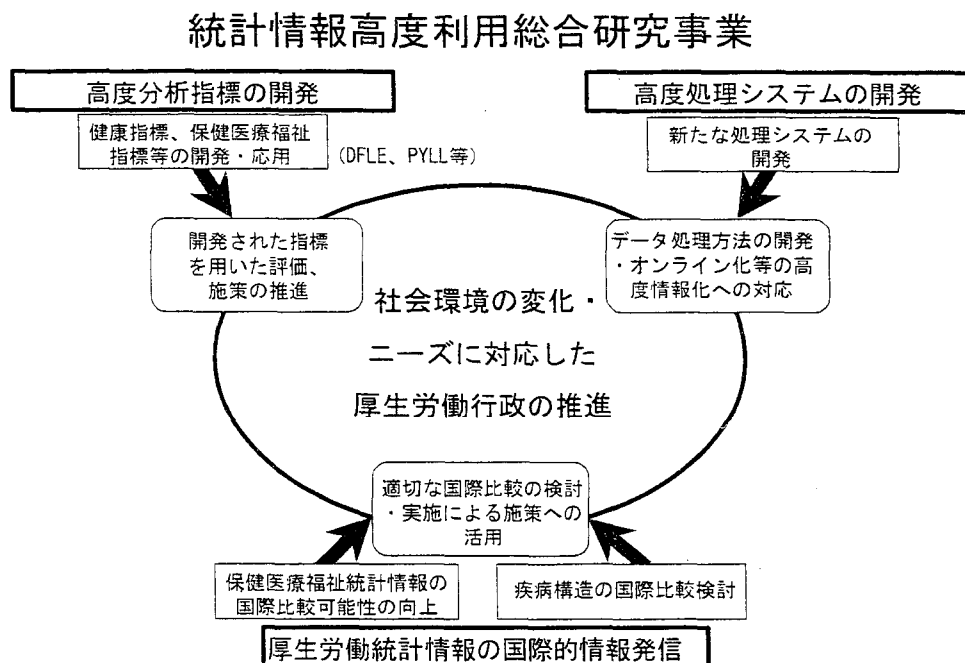 統計情報高度利用総合研究事業
高度分析指標の開発
健康指標、保健医療福祉
指標等の開発・応用
(DFLE、PYLL等)
高度処理システムの開発
新たな処理システムの
開発
開発された指標
を用いた評価、
施策の推進
データ処理方法の開発
・オンライン化等の高
度情報化への対応
社会環境の変化・
ニーズに対応した
厚生労働行政の推進
適切な国際比較の検討
・実施による施策への
活用
保健医療福祉統計情報の
国際比較可能性の向上
疾病構造の国際比較検討
厚生労働統計情報の国際的情報発信